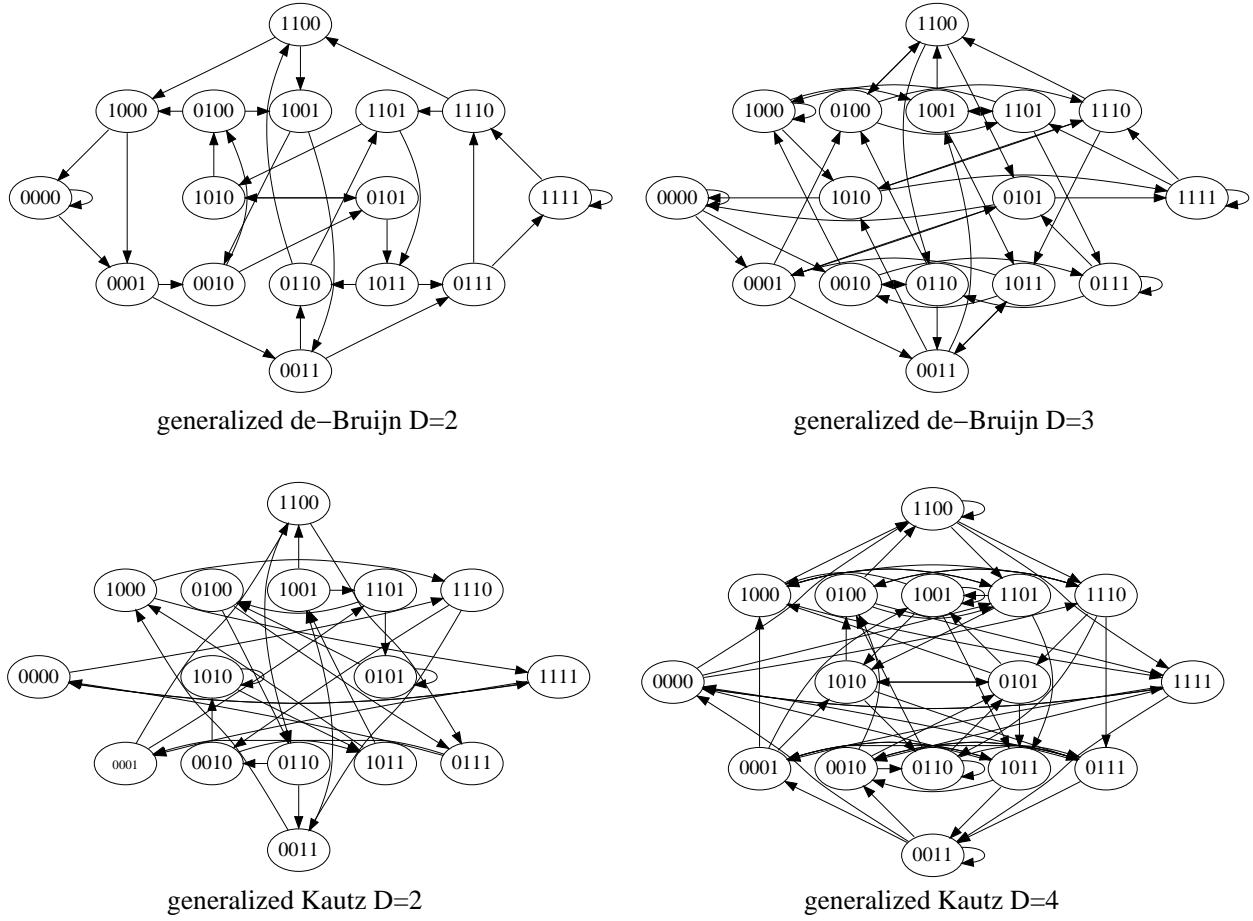 1100 1100
1000 0100 1001 1101 1110 1000 0100 1001 1101 1110
0000 1010 0101 1111 0000 1010 0101 1111
0001 0010 0110 1011 0111 0001 0010 0110 1011 0111
0011 0011
generalized de−Bruijn D=2 generalized de−Bruijn D=3
1100 1100
1000 0100 1001 1101 1110 1000 0100 1001 1101 1110
0000 1010 0101 1111 0000 1010 0101 1111
0001 0010 0110 1011 0111 0001 0010 0110 1011 0111
0011 0011
generalized Kautz D=2 generalized Kautz D=4